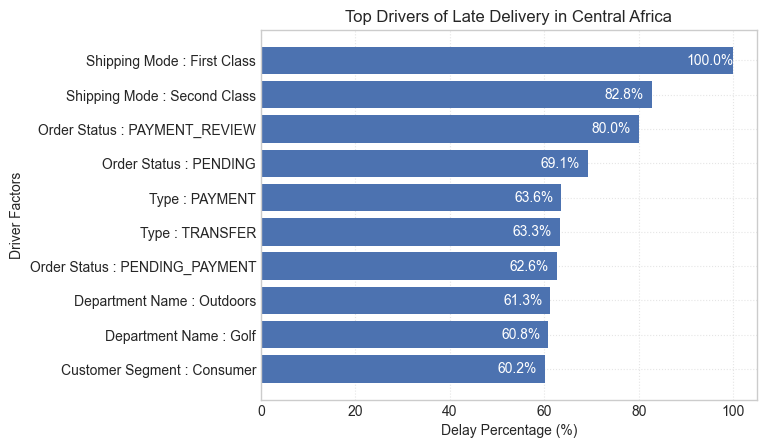 Top Drivers of Late Delivery in Central Africa
Driver Factors
Shipping Mode : First Class 100.0%
Shipping Mode : Second Class 82.8%
Order Status : PAYMENT_REVIEW 80.0%
Order Status : PENDING 69.1%
Type : PAYMENT 63.6%
Type : TRANSFER 63.3%
Order Status : PENDING_PAYMENT 62.6%
Department Name : Outdoors 61.3%
Department Name : Golf 60.8%
Customer Segment : Consumer 60.2%
0 20 40 60 80 100
Delay Percentage (%)